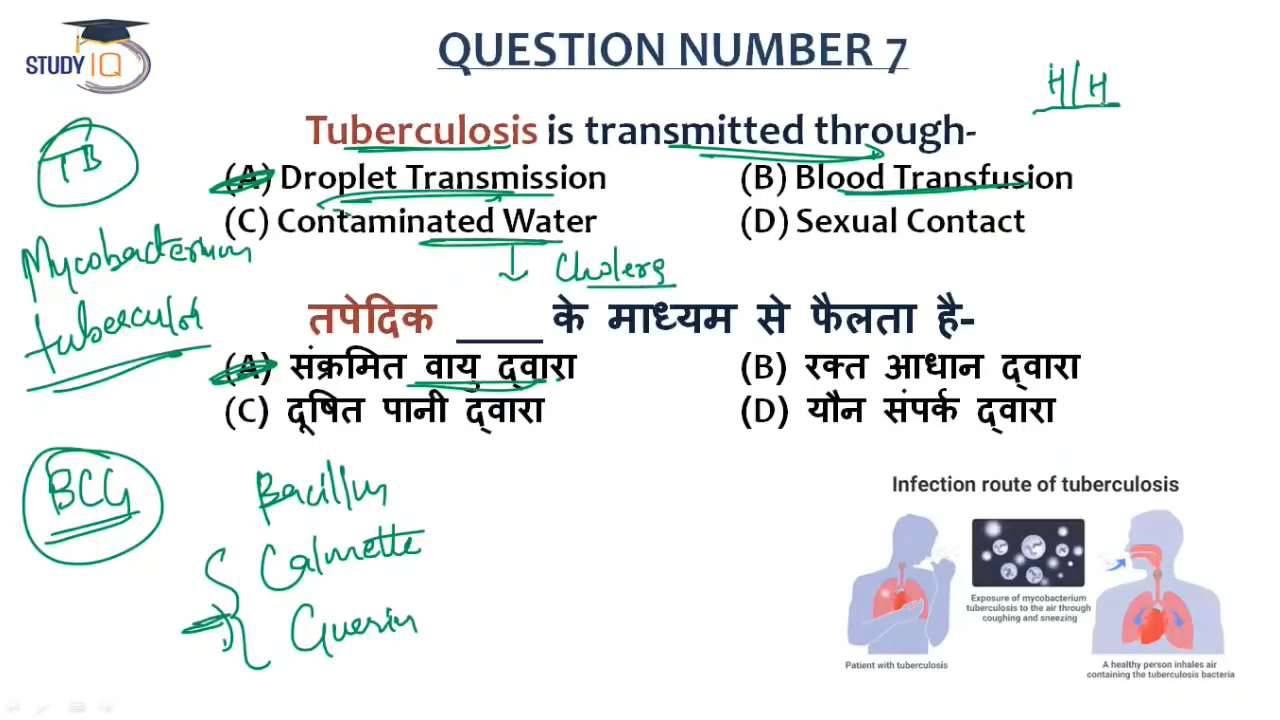 STUDY IQ
QUESTION NUMBER 7
H/H
Tuberculosis is transmitted through-
(A) Droplet Transmission
(B) Blood Transfusion
(C) Contaminated Water
(D) Sexual Contact
TB
Mycobacterium
Cholera
तपेदिक ____ के माध्यम से फैलता है-
(A) संक्रमित वायु द्वारा
(B) रक्त आधान द्वारा
(C) दूषित पानी द्वारा
(D) यौन संपर्क द्वारा
BCG
Bacillus
Calmette
Guerin
Infection route of tuberculosis
Exposure of mycobacterium
tuberculosis to the air through
coughing and sneezing
Patient with tuberculosis
A healthy person inhales air
containing the tuberculosis bacteria